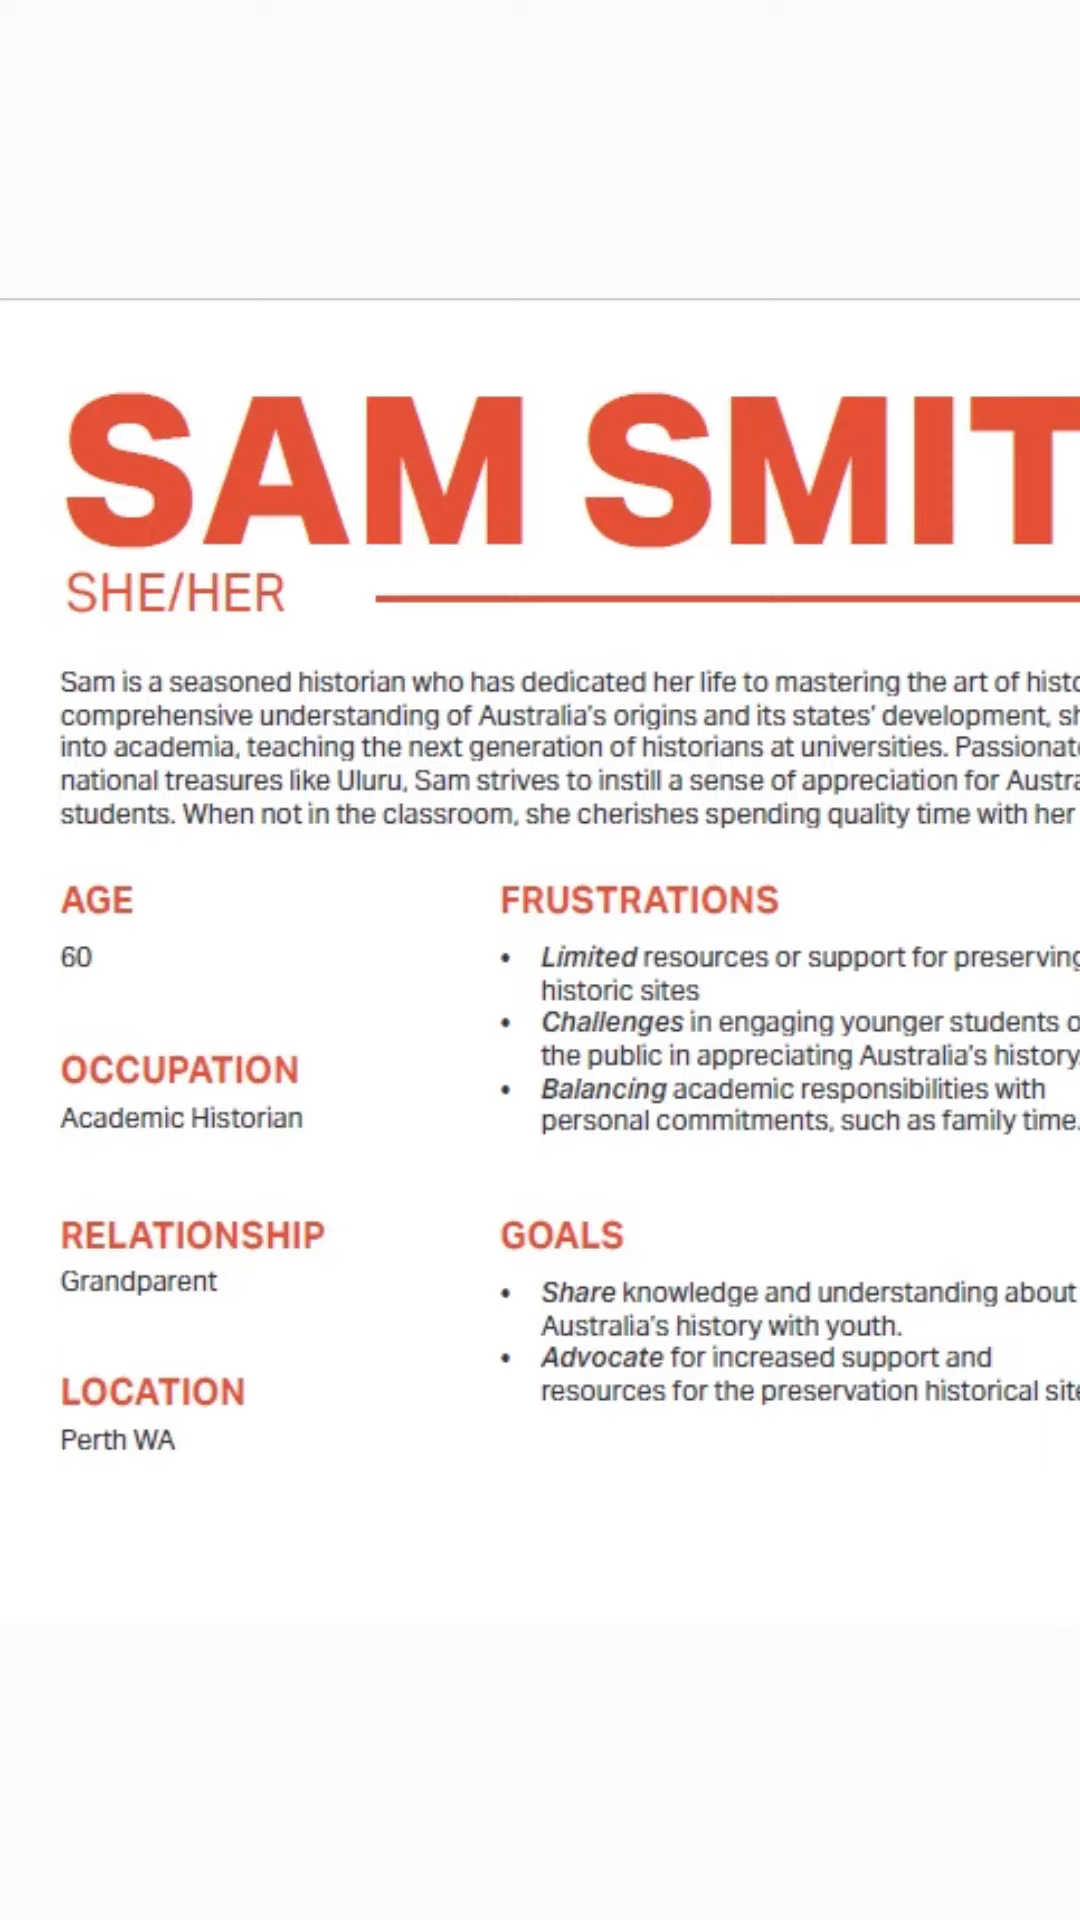 SAM SMIT
SHE/HER
Sam is a seasoned historian who has dedicated her life to mastering the art of
comprehensive understanding of Australia's origins and its states' development,
into academia, teaching the next generation of historians at universities.
national treasures like Uluru, Sam strives to instill a sense of appreciation for
students. When not in the classroom, she cherishes spending quality time with her
AGE
60
OCCUPATION
Academic Historian
RELATIONSHIP
Grandparent
LOCATION
Perth WA
FRUSTRATIONS
• Limited resources or support for preserving
historic sites
• Challenges in engaging younger students
the public in appreciating Australia's history.
• Balancing academic responsibilities with
personal commitments, such as family time.
GOALS
• Share knowledge and understanding about
Australia's history with youth.
• Advocate for increased support and
resources for the preservation historical